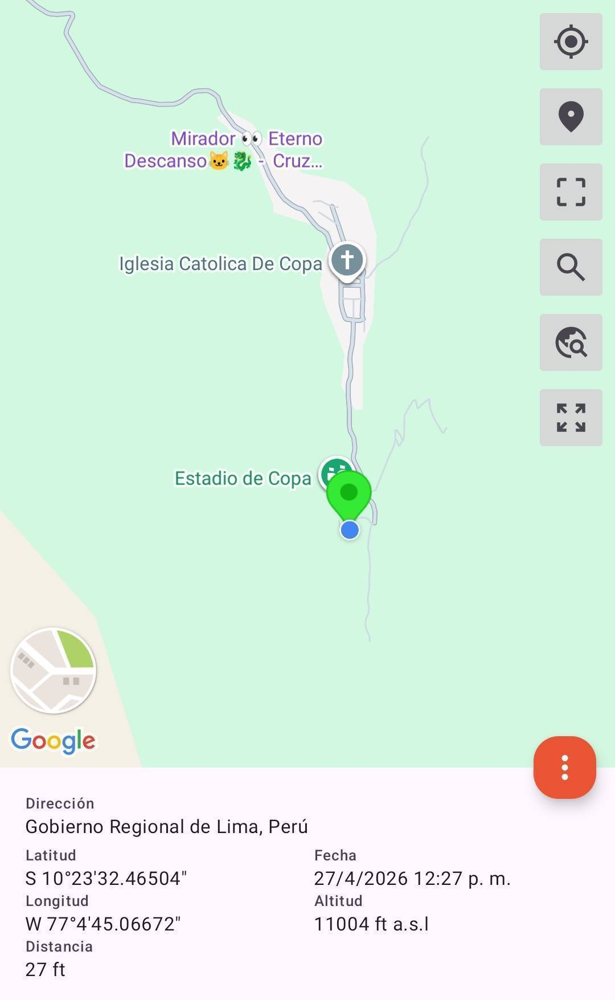 Mirador 👀 Eterno
Descanso🐱🐉 - Cruz...
Iglesia Catolica De Copa
Estadio de Copa
Google
Dirección
Gobierno Regional de Lima, Perú
Latitud
S 10°23'32.46504"
Fecha
27/4/2026 12:27 p. m.
Longitud
W 77°4'45.06672"
Altitud
11004 ft a.s.l
Distancia
27 ft